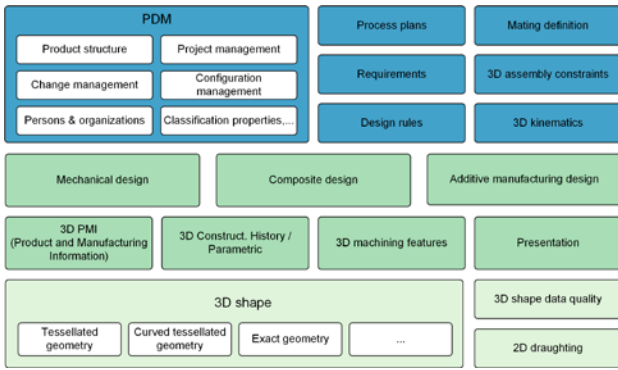 PDM
Product structure
Project management
Change management
Configuration
management
Persons & organizations
Classification properties,...
Process plans
Mating definition
Requirements
3D assembly constraints
Design rules
3D kinematics
Mechanical design
Composite design
Additive manufacturing design
3D PMI
(Product and Manufacturing
Information)
3D Construct. History /
Parametric
3D machining features
Presentation
3D shape
Tessellated
geometry
Curved tessellated
geometry
Exact geometry
...
3D shape data quality
2D draughting